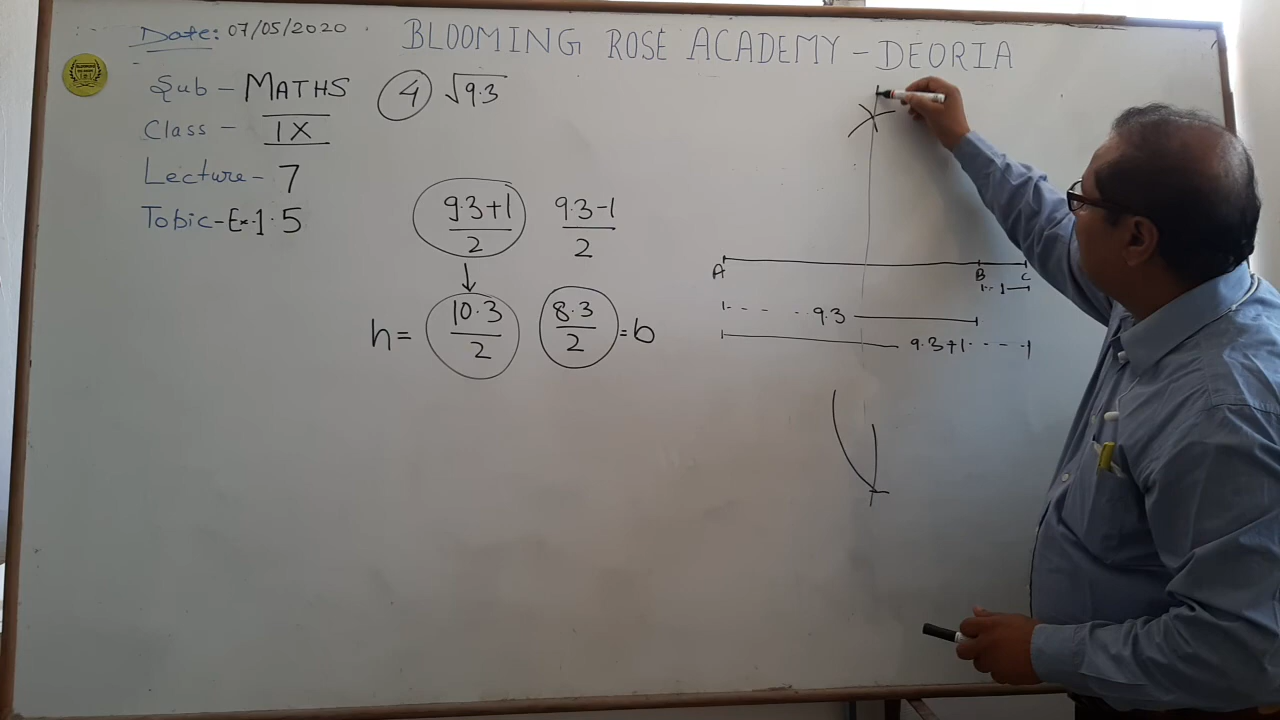 Date: 07/05/2020
BLOOMING ROSE ACADEMY - DEORIA
Sub - MATHS
4 √9.3
Class - IX
Lecture - 7
Tobic - Ex. 1.5
9.3+1/2 9.3-1/2
h = 10.3/2 8.3/2 = b
A B C
1
9.3
9.3+1